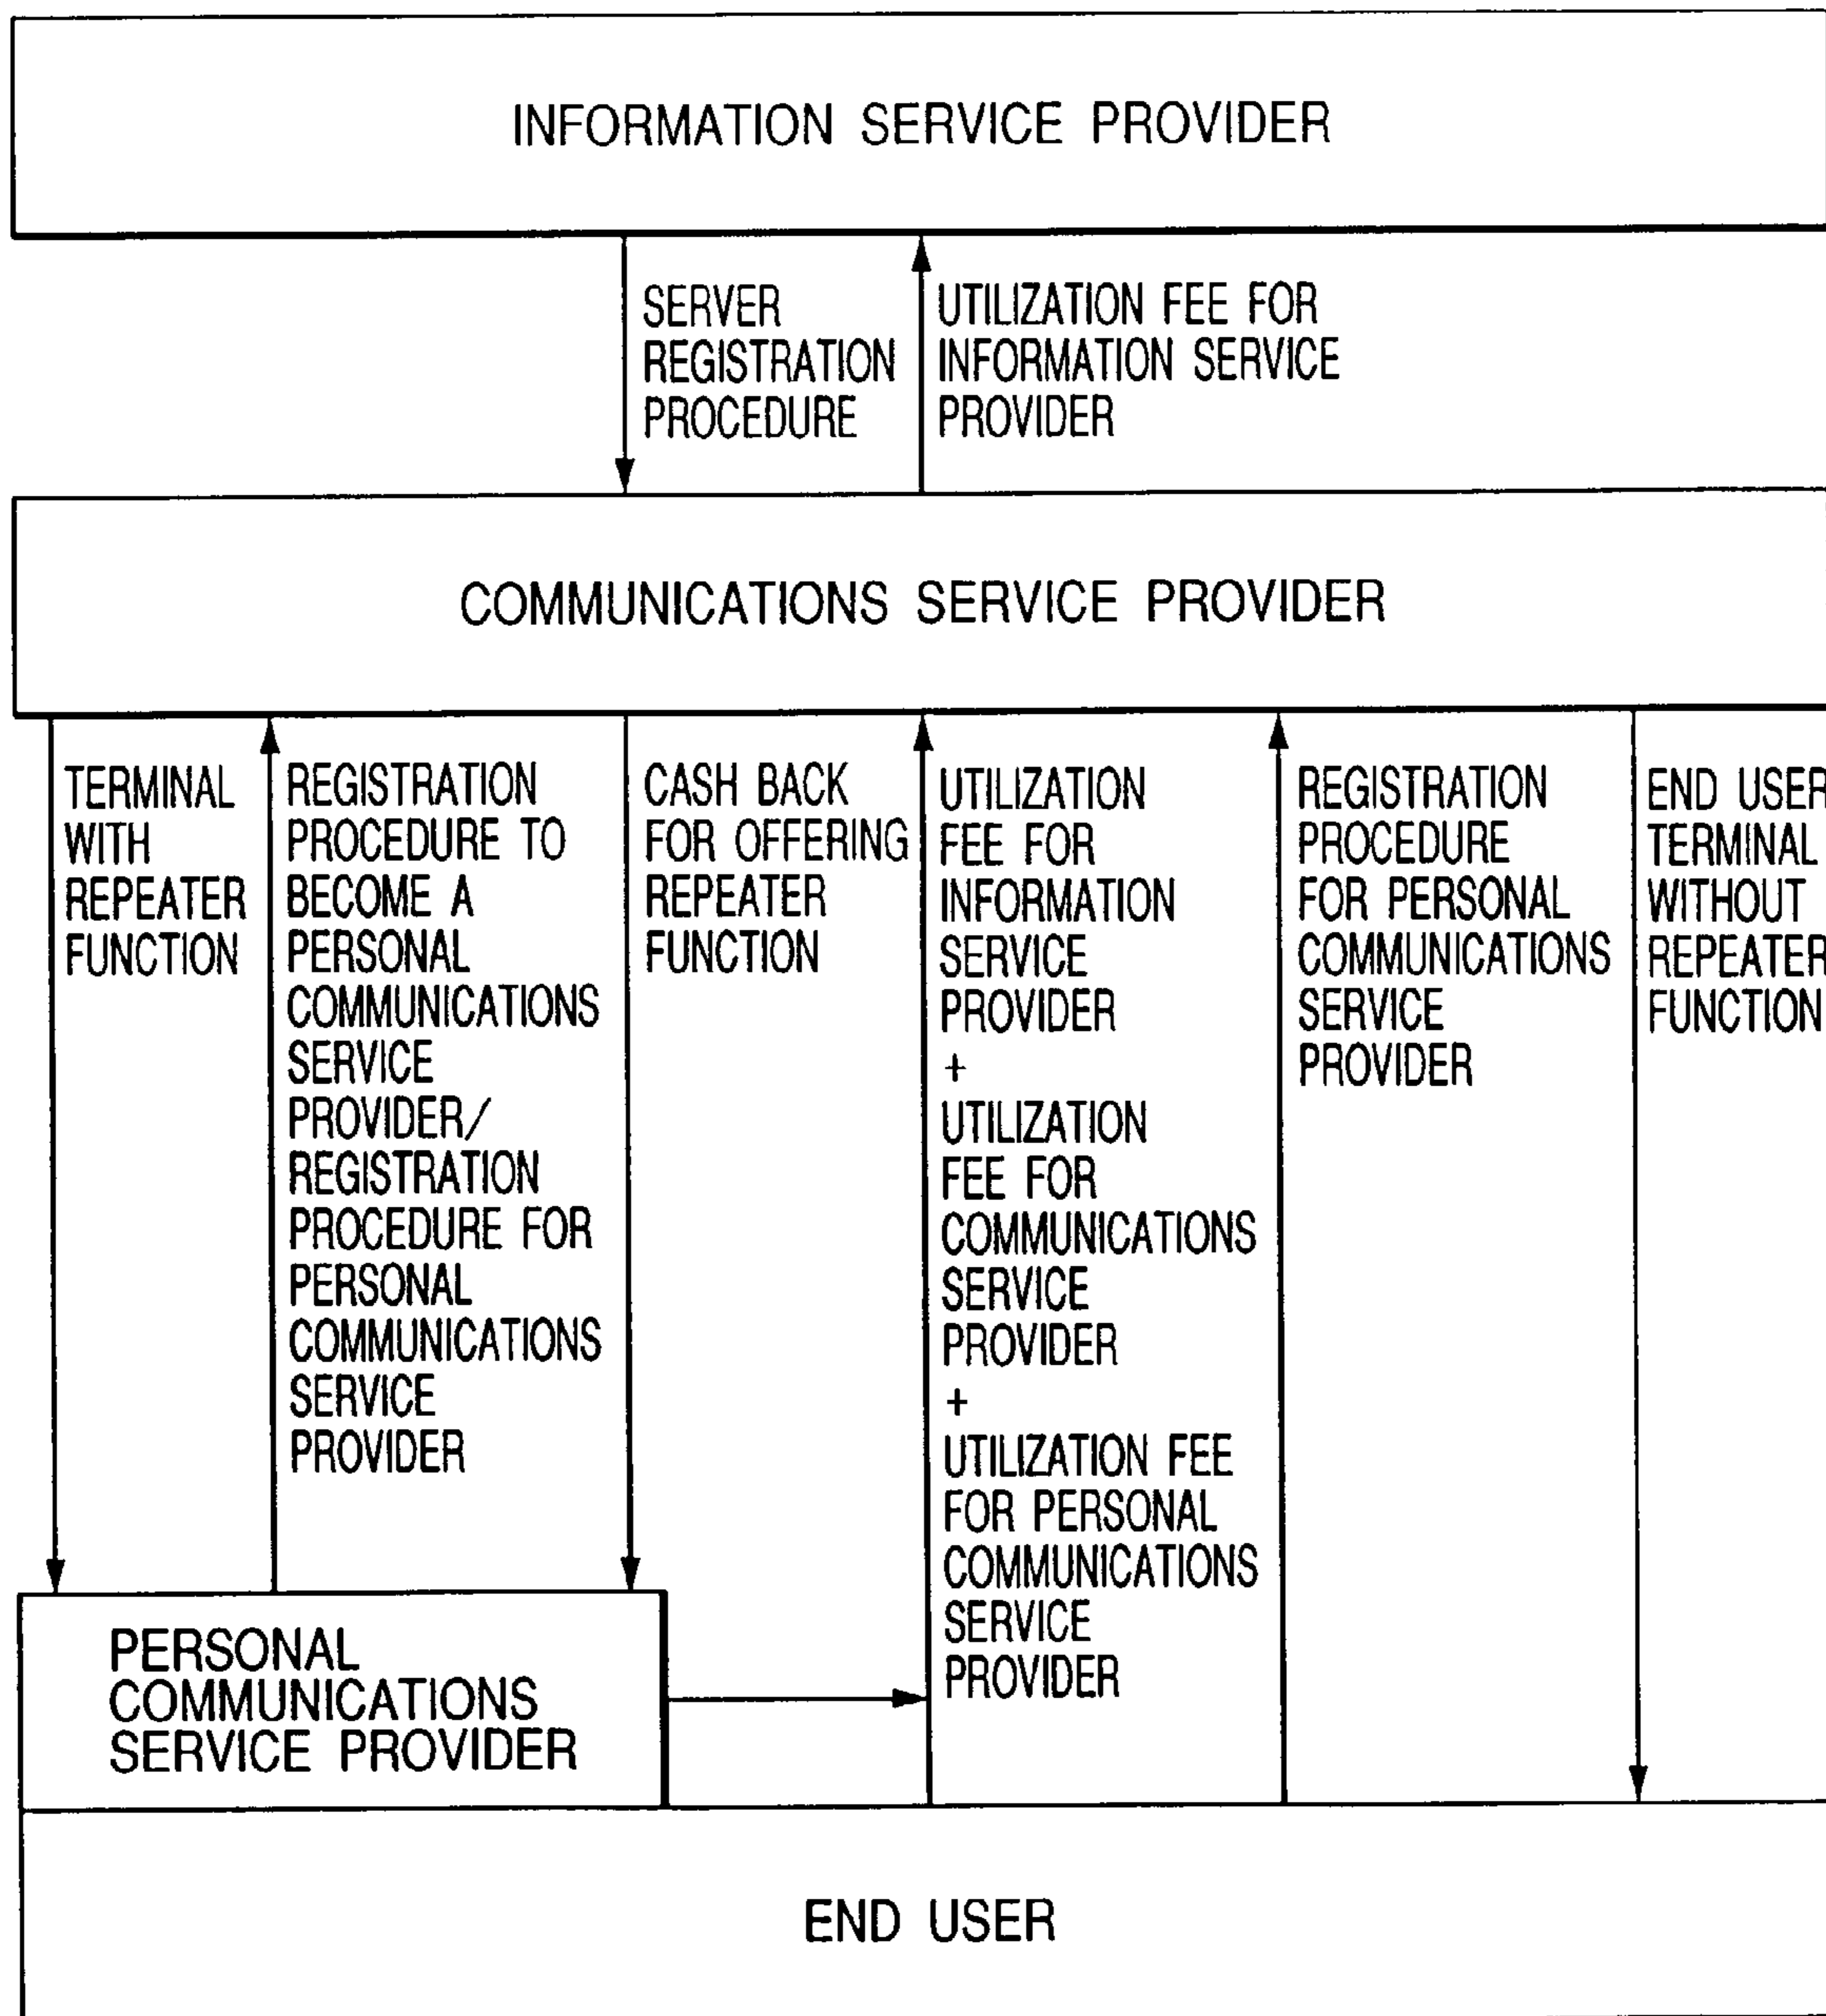 INFORMATION SERVICE PROVIDER
SERVER
REGISTRATION
PROCEDURE
UTILIZATION FEE FOR
INFORMATION SERVICE
PROVIDER
COMMUNICATIONS SERVICE PROVIDER
TERMINAL
WITH
REPEATER
FUNCTION
REGISTRATION
PROCEDURE TO
BECOME A
PERSONAL
COMMUNICATIONS
SERVICE
PROVIDER/
REGISTRATION
PROCEDURE FOR
PERSONAL
COMMUNICATIONS
SERVICE
PROVIDER
CASH BACK
FOR OFFERING
REPEATER
FUNCTION
UTILIZATION
FEE FOR
INFORMATION
SERVICE
PROVIDER
+
UTILIZATION
FEE FOR
COMMUNICATIONS
SERVICE
PROVIDER
+
UTILIZATION FEE
FOR PERSONAL
COMMUNICATIONS
SERVICE
PROVIDER
REGISTRATION
PROCEDURE
FOR PERSONAL
COMMUNICATIONS
SERVICE
PROVIDER
END USER
TERMINAL
WITHOUT
REPEATER
FUNCTION
PERSONAL
COMMUNICATIONS
SERVICE PROVIDER
END USER